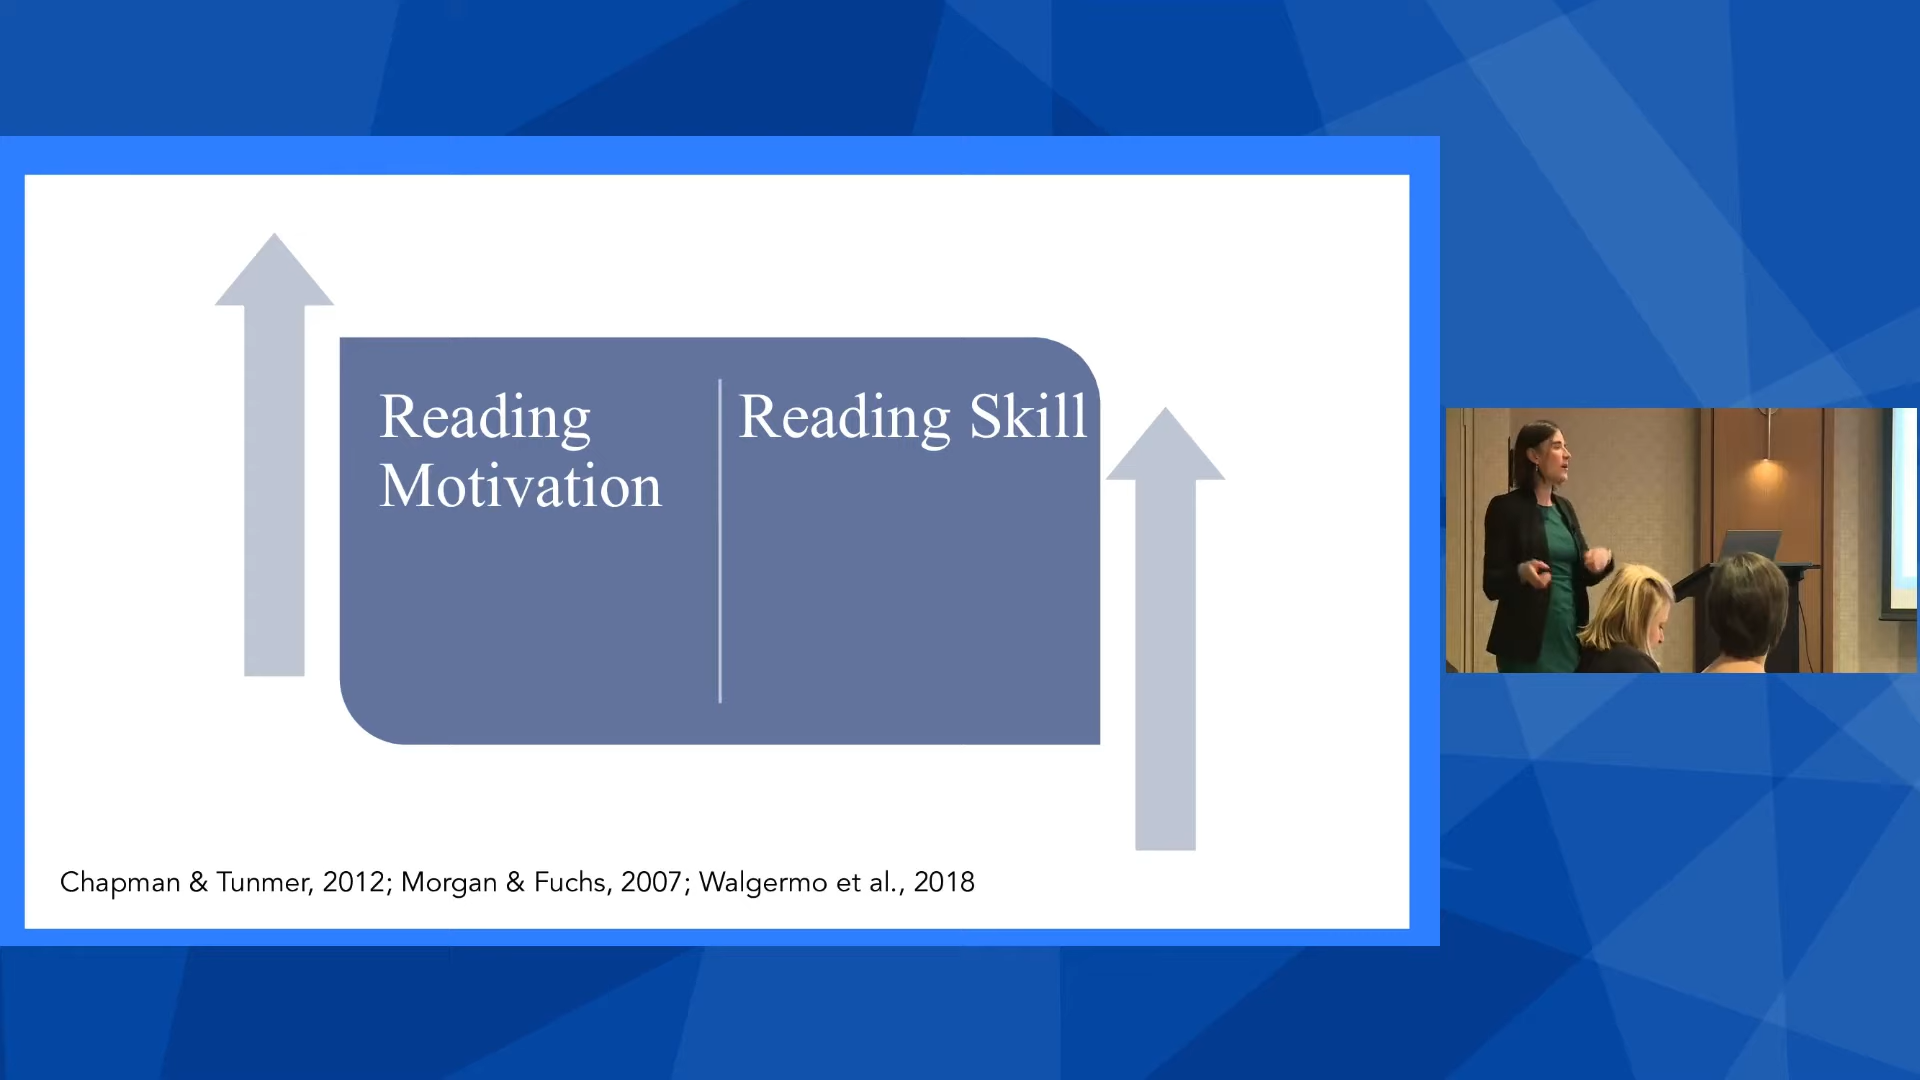 Reading
Motivation
Reading Skill
Chapman & Tunmer, 2012; Morgan & Fuchs, 2007; Walgermo et al., 2018